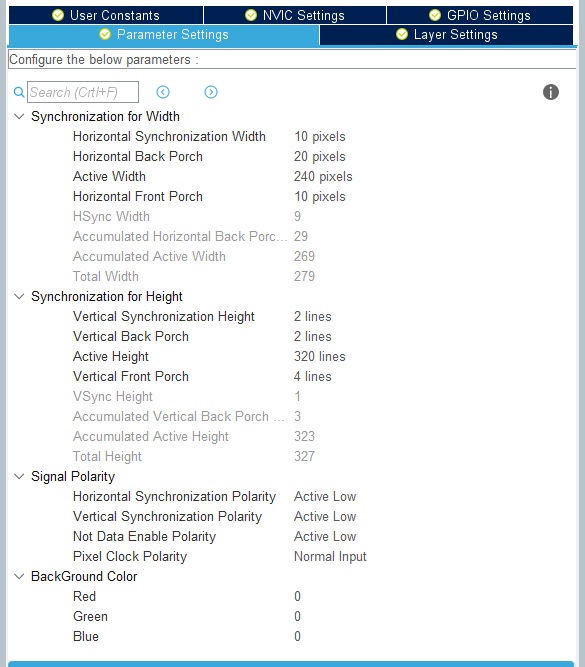 User Constants NVIC Settings GPIO Settings
Parameter Settings Layer Settings
Configure the below parameters :
Search (Crtl+F)
Synchronization for Width
Horizontal Synchronization Width 10 pixels
Horizontal Back Porch 20 pixels
Active Width 240 pixels
Horizontal Front Porch 10 pixels
HSync Width 9
Accumulated Horizontal Back Porc... 29
Accumulated Active Width 269
Total Width 279
Synchronization for Height
Vertical Synchronization Height 2 lines
Vertical Back Porch 2 lines
Active Height 320 lines
Vertical Front Porch 4 lines
VSync Height 1
Accumulated Vertical Back Porch ... 3
Accumulated Active Height 323
Total Height 327
Signal Polarity
Horizontal Synchronization Polarity Active Low
Vertical Synchronization Polarity Active Low
Not Data Enable Polarity Active Low
Pixel Clock Polarity Normal Input
BackGround Color
Red 0
Green 0
Blue 0